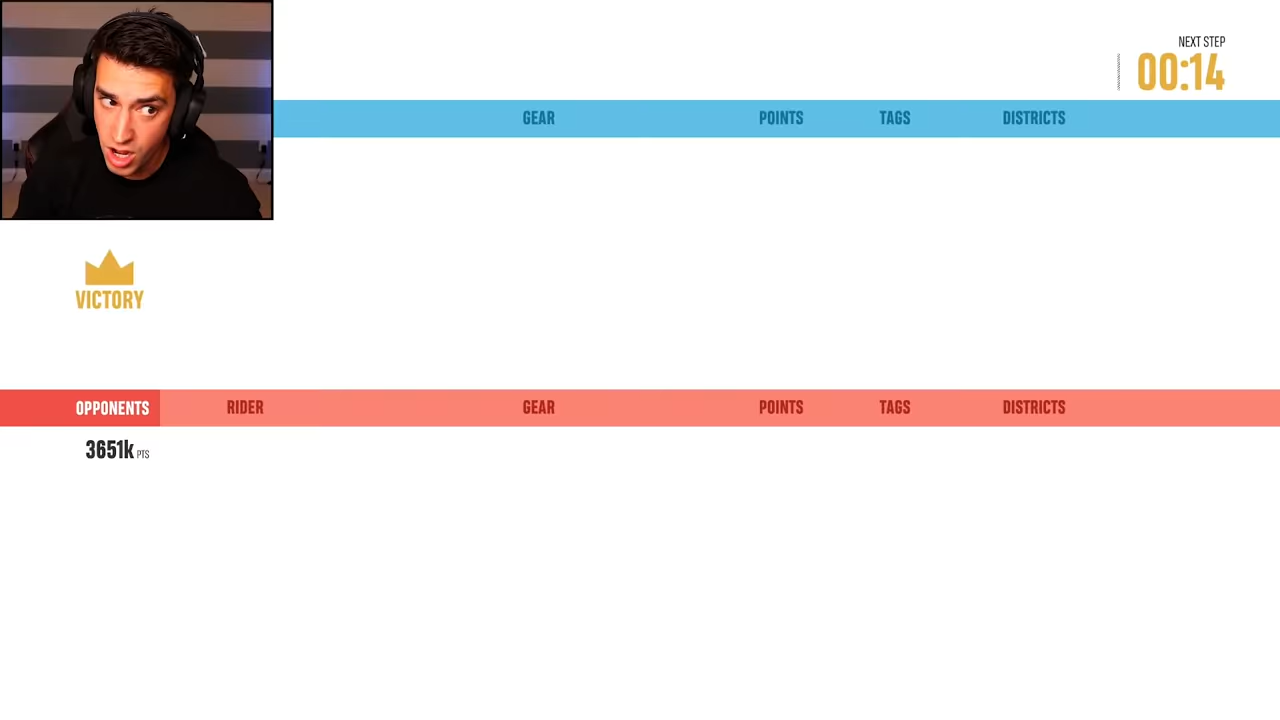 NEXT STEP
00:14
GEAR POINTS TAGS DISTRICTS
VICTORY
OPPONENTS RIDER GEAR POINTS TAGS DISTRICTS
3651k PTS